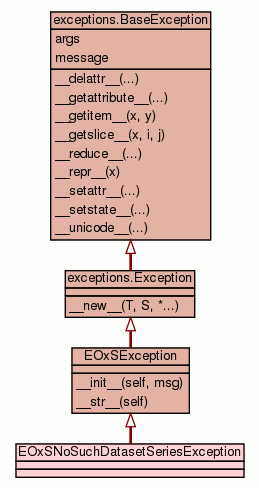 exceptions.BaseException
args
message
__delattr__(...)
__getattribute__(...)
__getitem__(x, y)
__getslice__(x, i, j)
__reduce__(...)
__repr__(x)
__setattr__(...)
__setstate__(...)
__unicode__(...)
exceptions.Exception
__new__(T, S, *...)
EOxSException
__init__(self, msg)
__str__(self)
EOxSNoSuchDatasetSeriesException